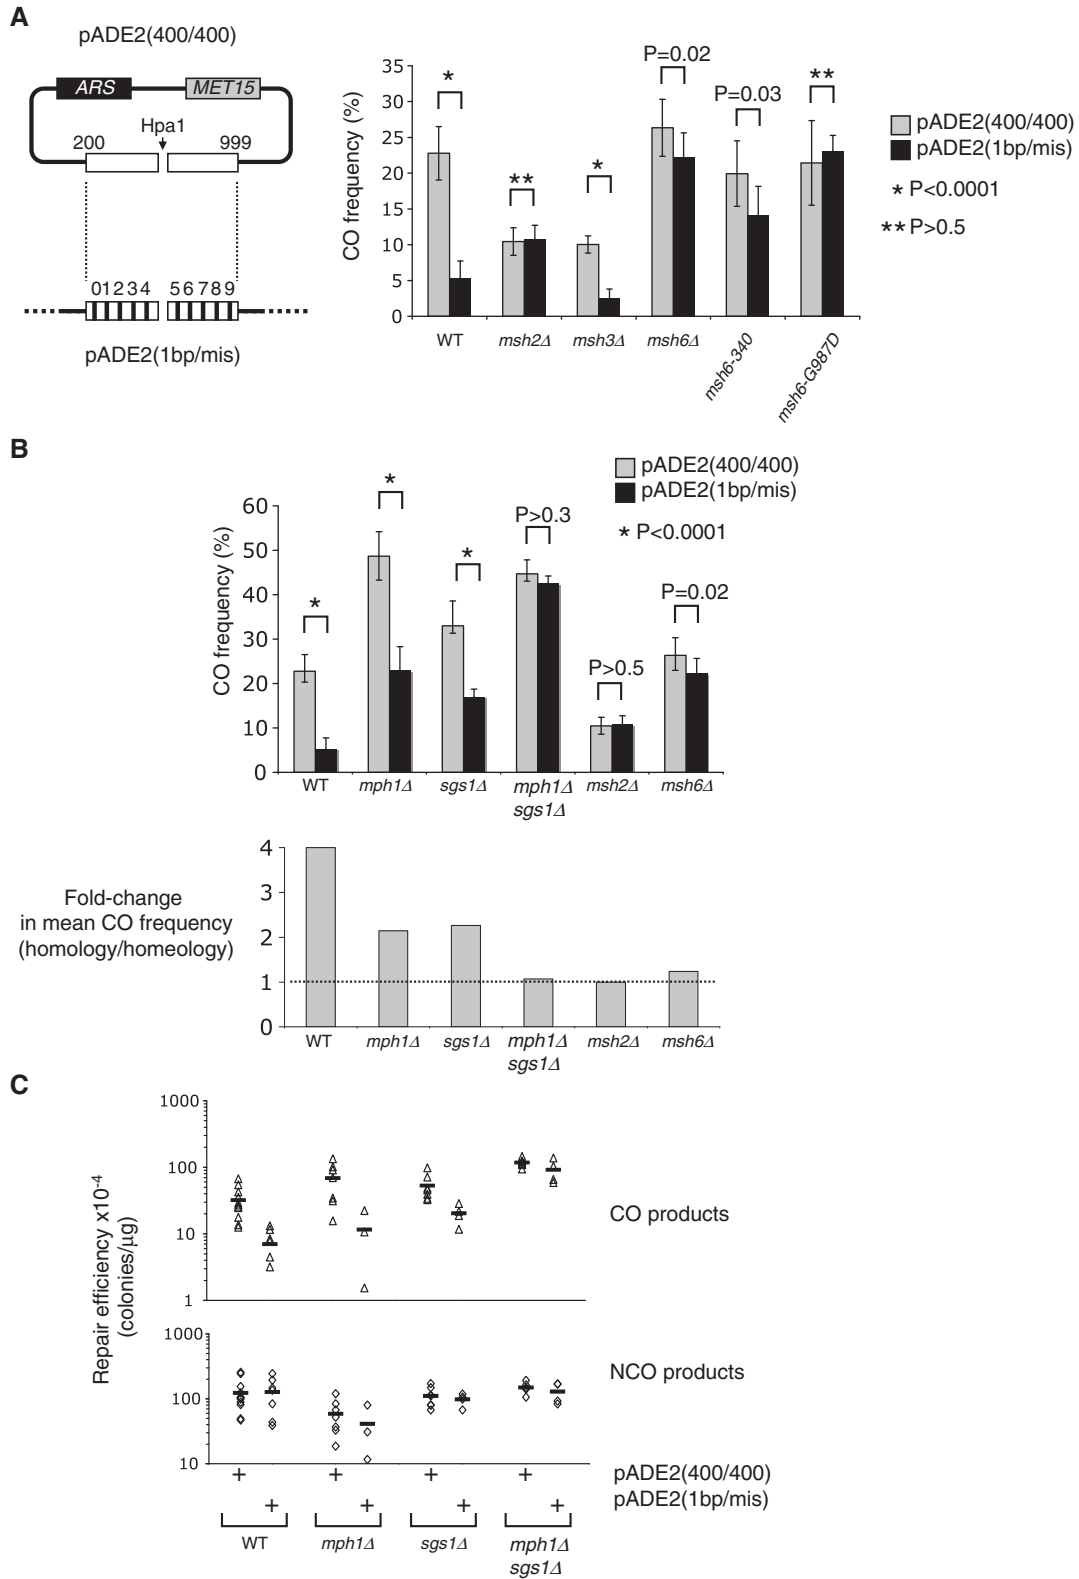 A
pADE2(400/400)
ARS
MET15
Hpa1
200
999
01234
56789
pADE2(1bp/mis)
CO frequency (%)
35
30
25
20
15
10
5
0
*
**
*
P=0.02
P=0.03
**
WT
msh2Δ
msh3Δ
msh6Δ
msh6-340
msh6-G987D
pADE2(400/400)
pADE2(1bp/mis)
* P<0.0001
** P>0.5
B
pADE2(400/400)
pADE2(1bp/mis)
* P<0.0001
CO frequency (%)
60
50
40
30
20
10
0
*
*
*
P>0.3
P>0.5
P=0.02
WT
mph1Δ
sgs1Δ
mph1Δ
sgs1Δ
msh2Δ
msh6Δ
Fold-change
in mean CO frequency
(homology/homeology)
4
3
2
1
0
WT
mph1Δ
sgs1Δ
mph1Δ
sgs1Δ
msh2Δ
msh6Δ
C
Repair efficiency x10-4
(colonies/µg)
1000
100
10
1
CO products
1000
100
10
NCO products
+ + + + pADE2(400/400)
+ + + + pADE2(1bp/mis)
WT
mph1Δ
sgs1Δ
mph1Δ
sgs1Δ